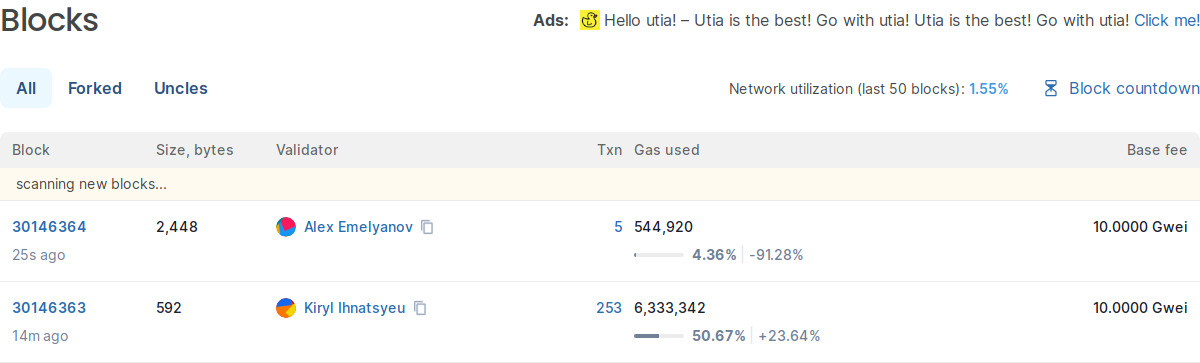 Blocks
Ads: Hello utia! – Utia is the best! Go with utia! Utia is the best! Go with utia! Click me!
All Forked Uncles Network utilization (last 50 blocks): 1.55% Block countdown
Block Size, bytes Validator Txn Gas used Base fee
scanning new blocks...
30146364 2,448 Alex Emelyanov 5 544,920 10.0000 Gwei
25s ago 4.36% -91.28%
30146363 592 Kiryl Ihnatsyeu 253 6,333,342 10.0000 Gwei
14m ago 50.67% +23.64%